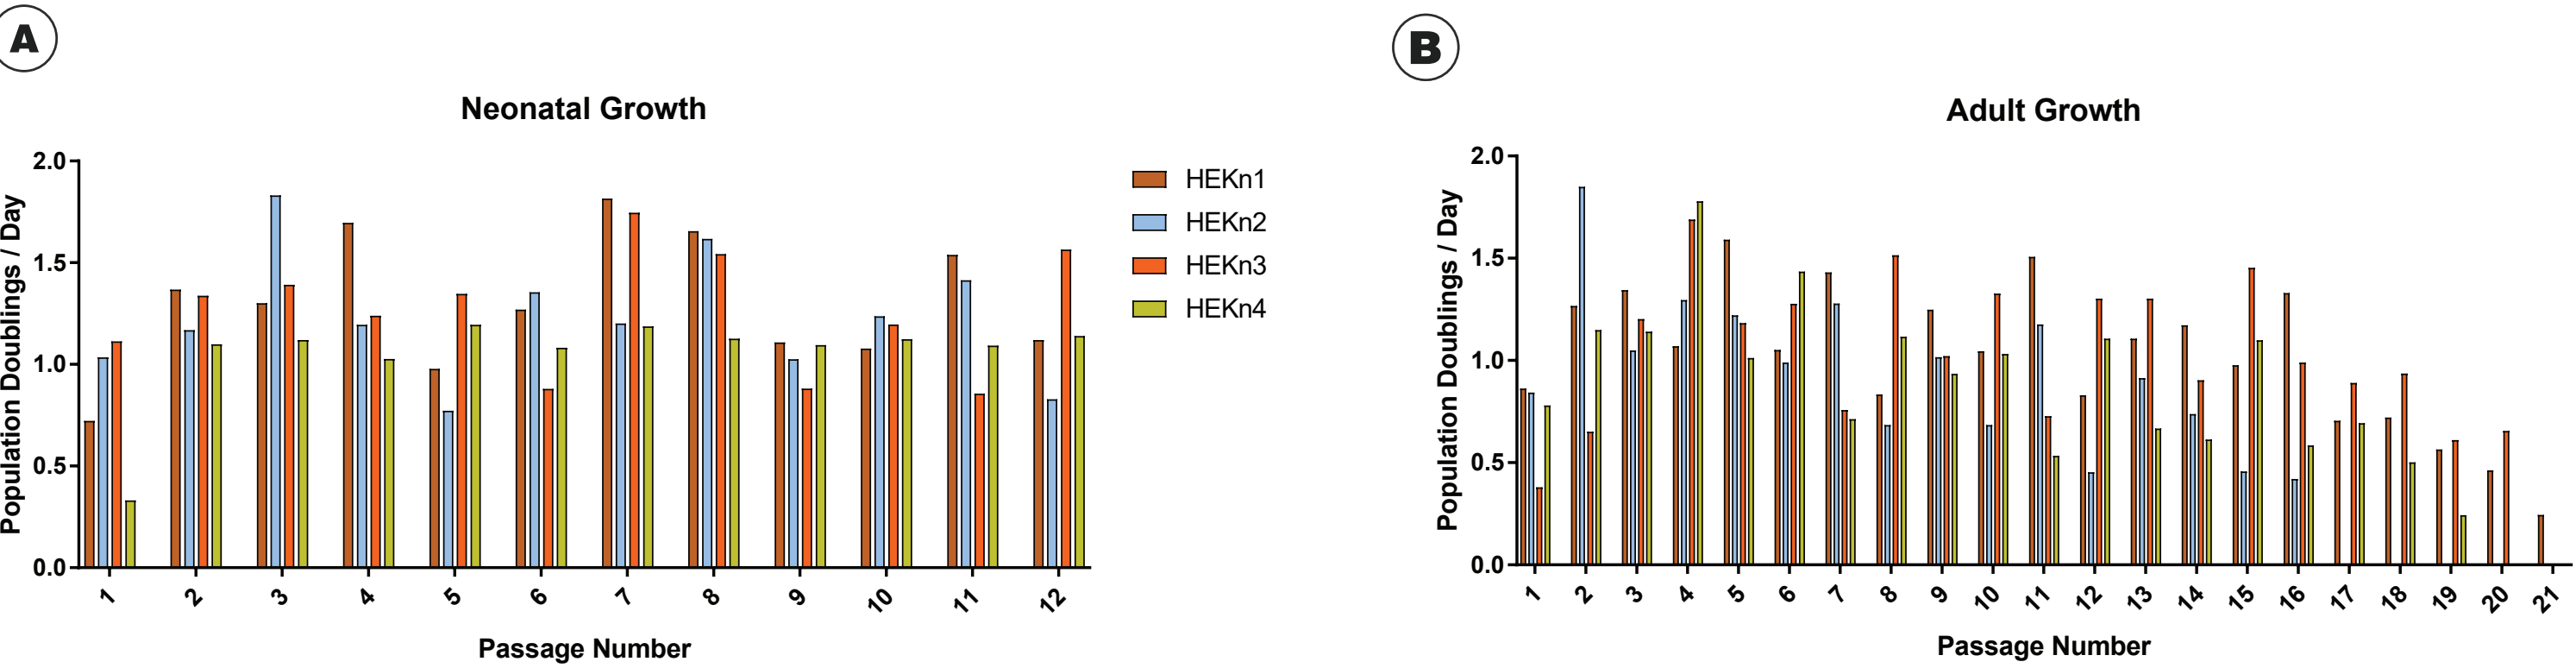 A
Neonatal Growth
Population Doublings / Day
2.0
1.5
1.0
0.5
0.0
1 2 3 4 5 6 7 8 9 10 11 12
Passage Number
HEKn1
HEKn2
HEKn3
HEKn4
B
Adult Growth
Population Doublings / Day
2.0
1.5
1.0
0.5
0.0
1 2 3 4 5 6 7 8 9 10 11 12 13 14 15 16 17 18 19 20 21
Passage Number